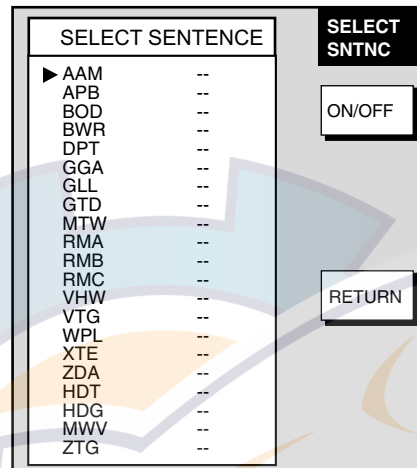 SELECT SENTENCE
AAM --
APB --
BOD --
BWR --
DPT --
GGA --
GLL --
GTD --
MTW --
RMA --
RMB --
RMC --
VHW --
VTG --
WPL --
XTE --
ZDA --
HDT --
HDG --
MWV --
ZTG --
SELECT
SNTNC
ON/OFF
RETURN